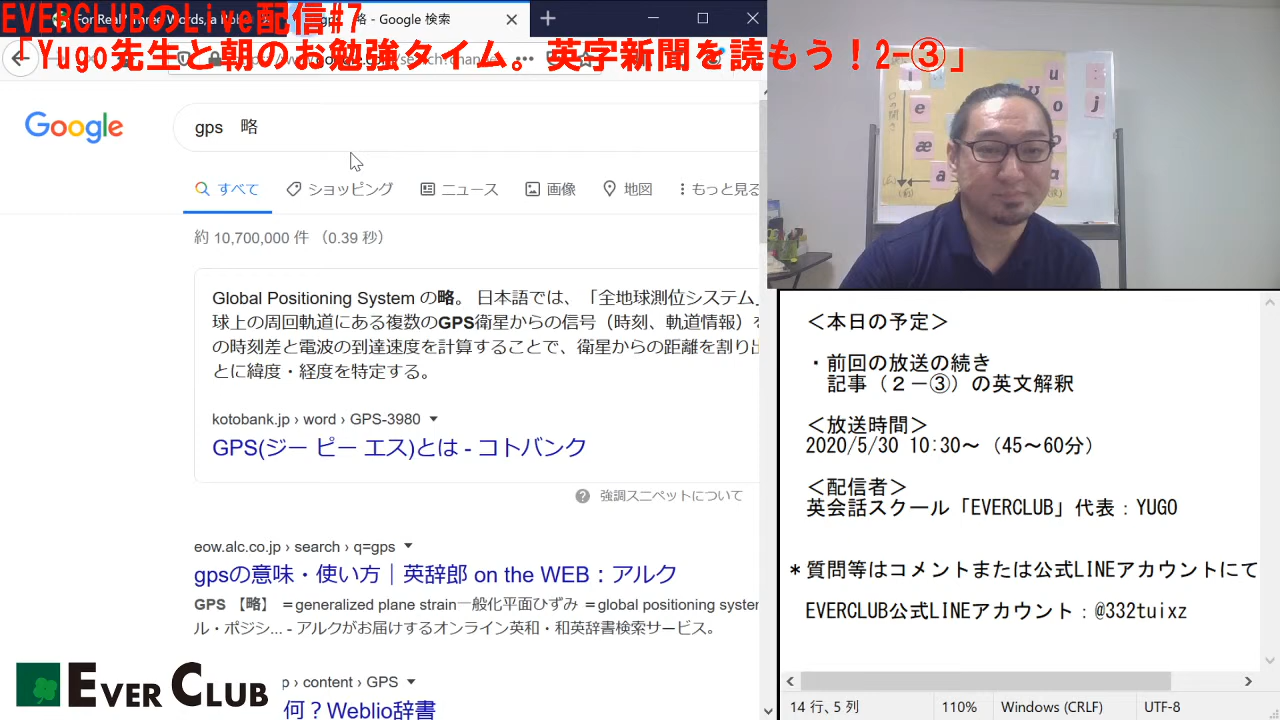 EVERCLUBのLive配信#7
「Yugo先生と朝のお勉強タイム。英字新聞を読もう！2-③」
Google
gps　略
すべて
ショッピング
ニュース
画像
地図
もっと見る
約 10,700,000 件 （0.39 秒）
Global Positioning System の略。 日本語では、「全地球測位システム」
球上の周回軌道にある複数のGPS衛星からの信号（時刻、軌道情報）を
の時刻差と電波の到達速度を計算することで、衛星からの距離を割り出
とに緯度・経度を特定する。
kotobank.jp › word › GPS-3980
GPS(ジー ピー エス)とは - コトバンク
強調スニペットについて
eow.alc.co.jp › search › q=gps
gpsの意味・使い方｜英辞郎 on the WEB：アルク
GPS 【略】 ＝generalized plane strain一般化平面ひずみ ＝global positioning system
ル・ポジシ... - アルクがお届けするオンライン英和・和英辞書検索サービス。
p › content › GPS
何？Weblio辞書
EVER CLUB
u
i
e
o
j
æ
a
＜本日の予定＞
・前回の放送の続き
記事（２－③）の英文解釈
＜放送時間＞
2020/5/30 10:30～（45～60分）
＜配信者＞
英会話スクール「EVERCLUB」代表：YUGO
＊質問等はコメントまたは公式LINEアカウントにて
EVERCLUB公式LINEアカウント：@332tuixz
14 行、5 列
110%
Windows (CRLF)
UTF-8